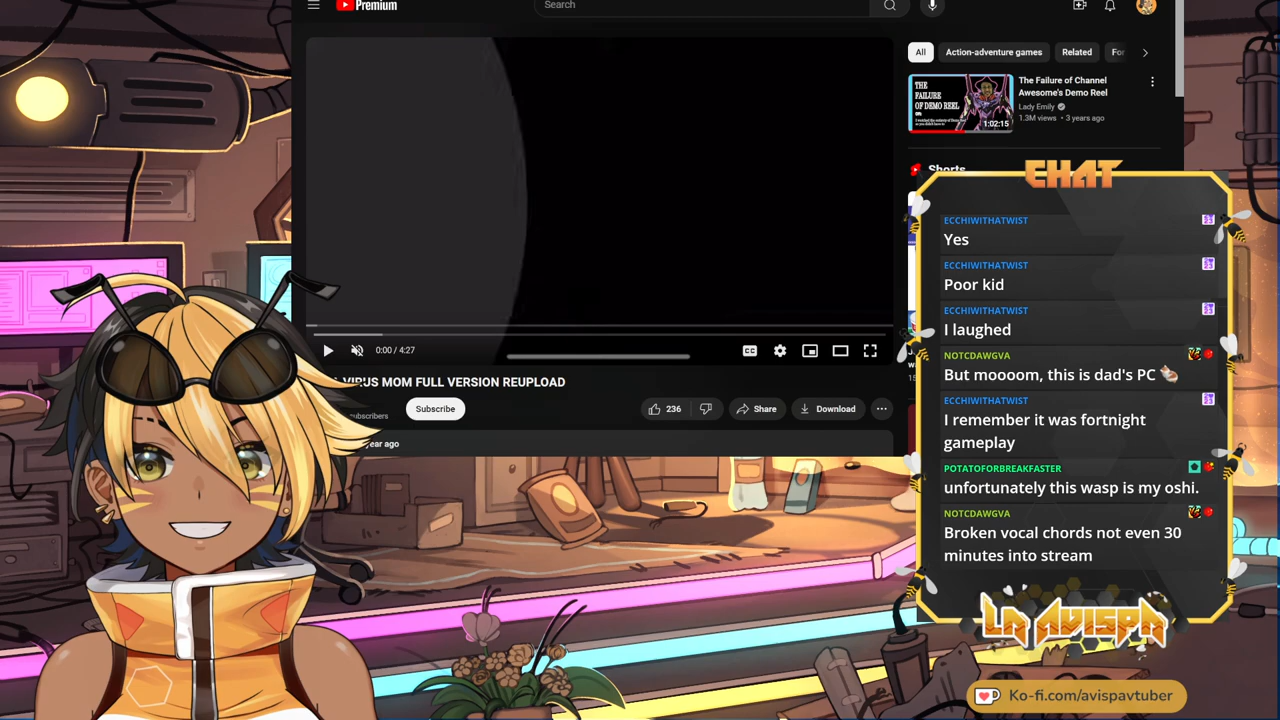 Premium
Search
All
Action-adventure games
Related
For
THE
FAILURE
OF DEMO REEL
1:02:15
The Failure of Channel
Awesome's Demo Reel
Lady Emily
1.3M views • 3 years ago
Shorts
0:00 / 4:27
CC
VIRUS MOM FULL VERSION REUPLOAD
subscribers
Subscribe
236
Share
Download
year ago
CHAT
ECCHIWITHATWIST
Yes
ECCHIWITHATWIST
Poor kid
ECCHIWITHATWIST
I laughed
NOTCDAWGVA
But moooom, this is dad's PC
ECCHIWITHATWIST
I remember it was fortnight
gameplay
POTATOFORBREAKFASTER
unfortunately this wasp is my oshi.
NOTCDAWGVA
Broken vocal chords not even 30
minutes into stream
LA AVISPA
Ko-fi.com/avispavtuber